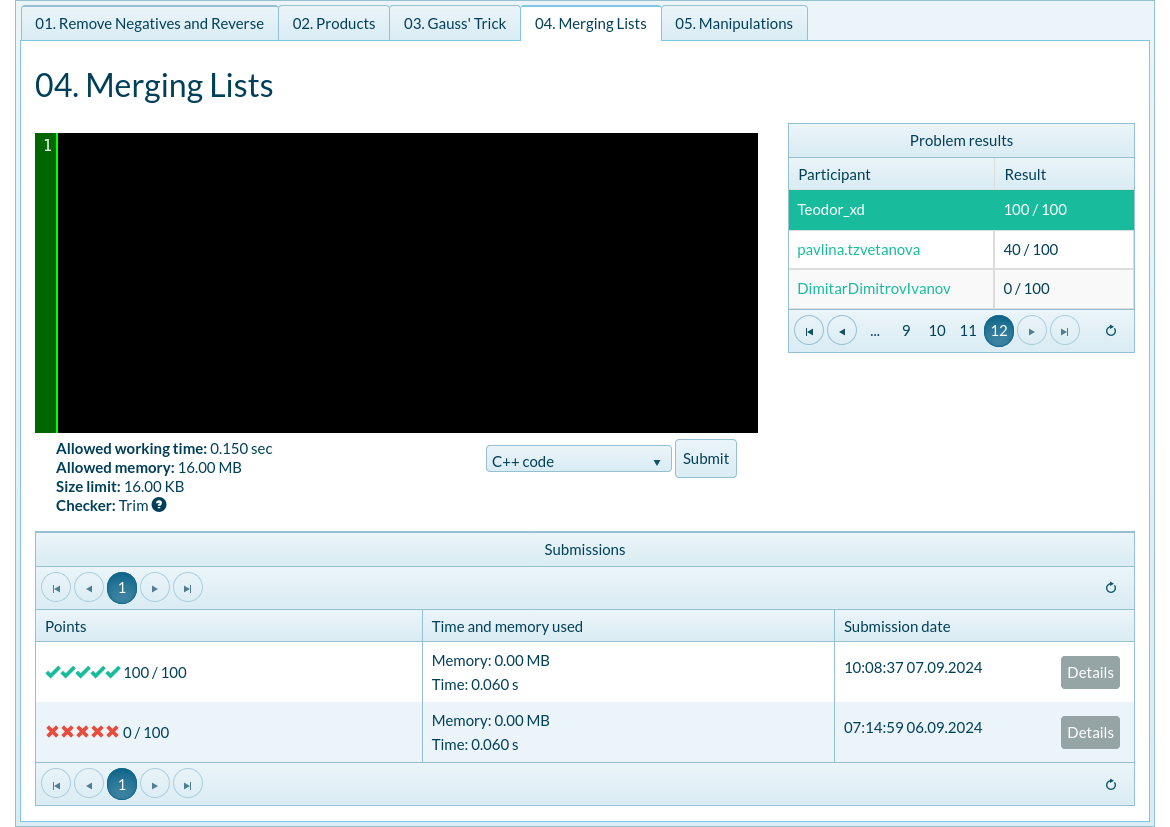 01. Remove Negatives and Reverse
02. Products
03. Gauss' Trick
04. Merging Lists
05. Manipulations
04. Merging Lists
1
Problem results
Participant Result
Teodor_xd 100 / 100
pavlina.tzvetanova 40 / 100
DimitarDimitrovIvanov 0 / 100
... 9 10 11 12
Allowed working time: 0.150 sec
Allowed memory: 16.00 MB
Size limit: 16.00 KB
Checker: Trim ?
C++ code
Submit
Submissions
1
Points Time and memory used Submission date
100 / 100
Memory: 0.00 MB
Time: 0.060 s
10:08:37 07.09.2024
Details
0 / 100
Memory: 0.00 MB
Time: 0.060 s
07:14:59 06.09.2024
Details
1